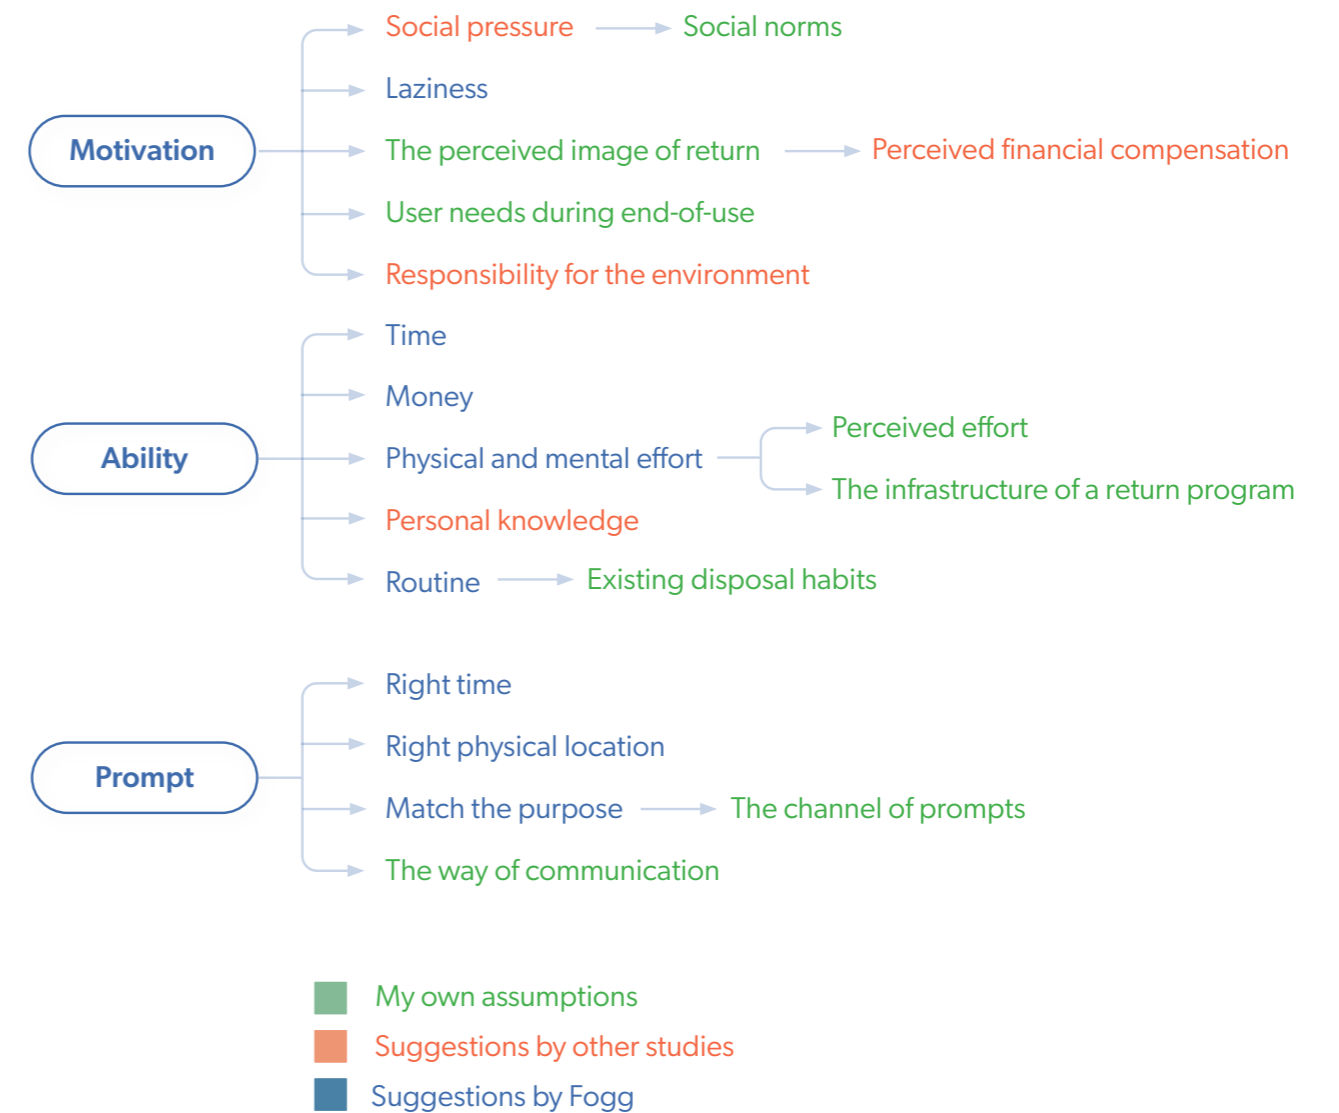 Motivation
Social pressure
Social norms
Laziness
The perceived image of return
Perceived financial compensation
User needs during end-of-use
Responsibility for the environment
Ability
Time
Money
Physical and mental effort
Perceived effort
The infrastructure of a return program
Personal knowledge
Routine
Existing disposal habits
Prompt
Right time
Right physical location
Match the purpose
The channel of prompts
The way of communication
My own assumptions
Suggestions by other studies
Suggestions by Fogg